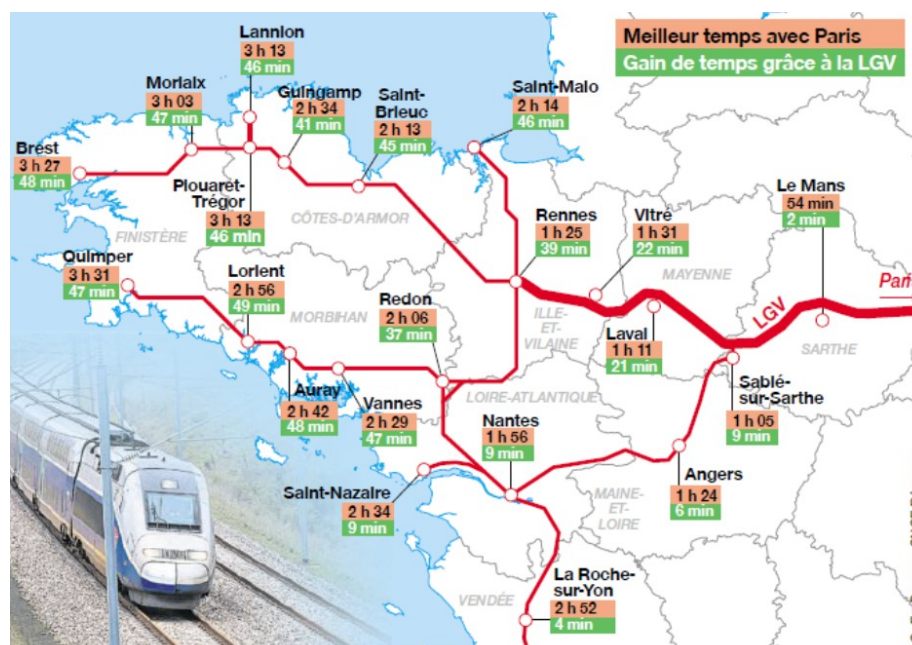 Meilleur temps avec Paris
Gain de temps grâce à la LGV
Lannion
3 h 13
46 min
Morlaix
3 h 03
47 min
Guingamp
2 h 34
41 min
Saint-
Brieuc
2 h 13
45 min
Saint-Malo
2 h 14
46 min
Brest
3 h 27
48 min
Plouaret-
Trégor
3 h 13
46 min
CÔTES-D'ARMOR
FINISTÈRE
Rennes
1 h 25
39 min
Vitré
1 h 31
22 min
Le Mans
54 min
2 min
Quimper
3 h 31
47 min
Lorient
2 h 56
49 min
MORBIHAN
Redon
2 h 06
37 min
ILLE-
ET-
VILAINE
MAYENNE
Laval
1 h 11
21 min
LGV
Pari
SARTHE
Auray
2 h 42
48 min
Vannes
2 h 29
47 min
LOIRE-ATLANTIQUE
Nantes
1 h 56
9 min
Sablé-
sur-Sarthe
1 h 05
9 min
Saint-Nazaire
2 h 34
9 min
Angers
1 h 24
6 min
MAINE-
ET-
LOIRE
VENDÉE
La Roche-
sur-Yon
2 h 52
4 min